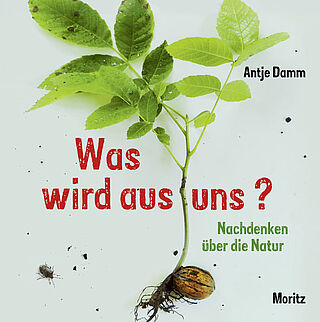 Antje Damm
Was
wird aus uns?
Nachdenken
über die Natur
Moritz